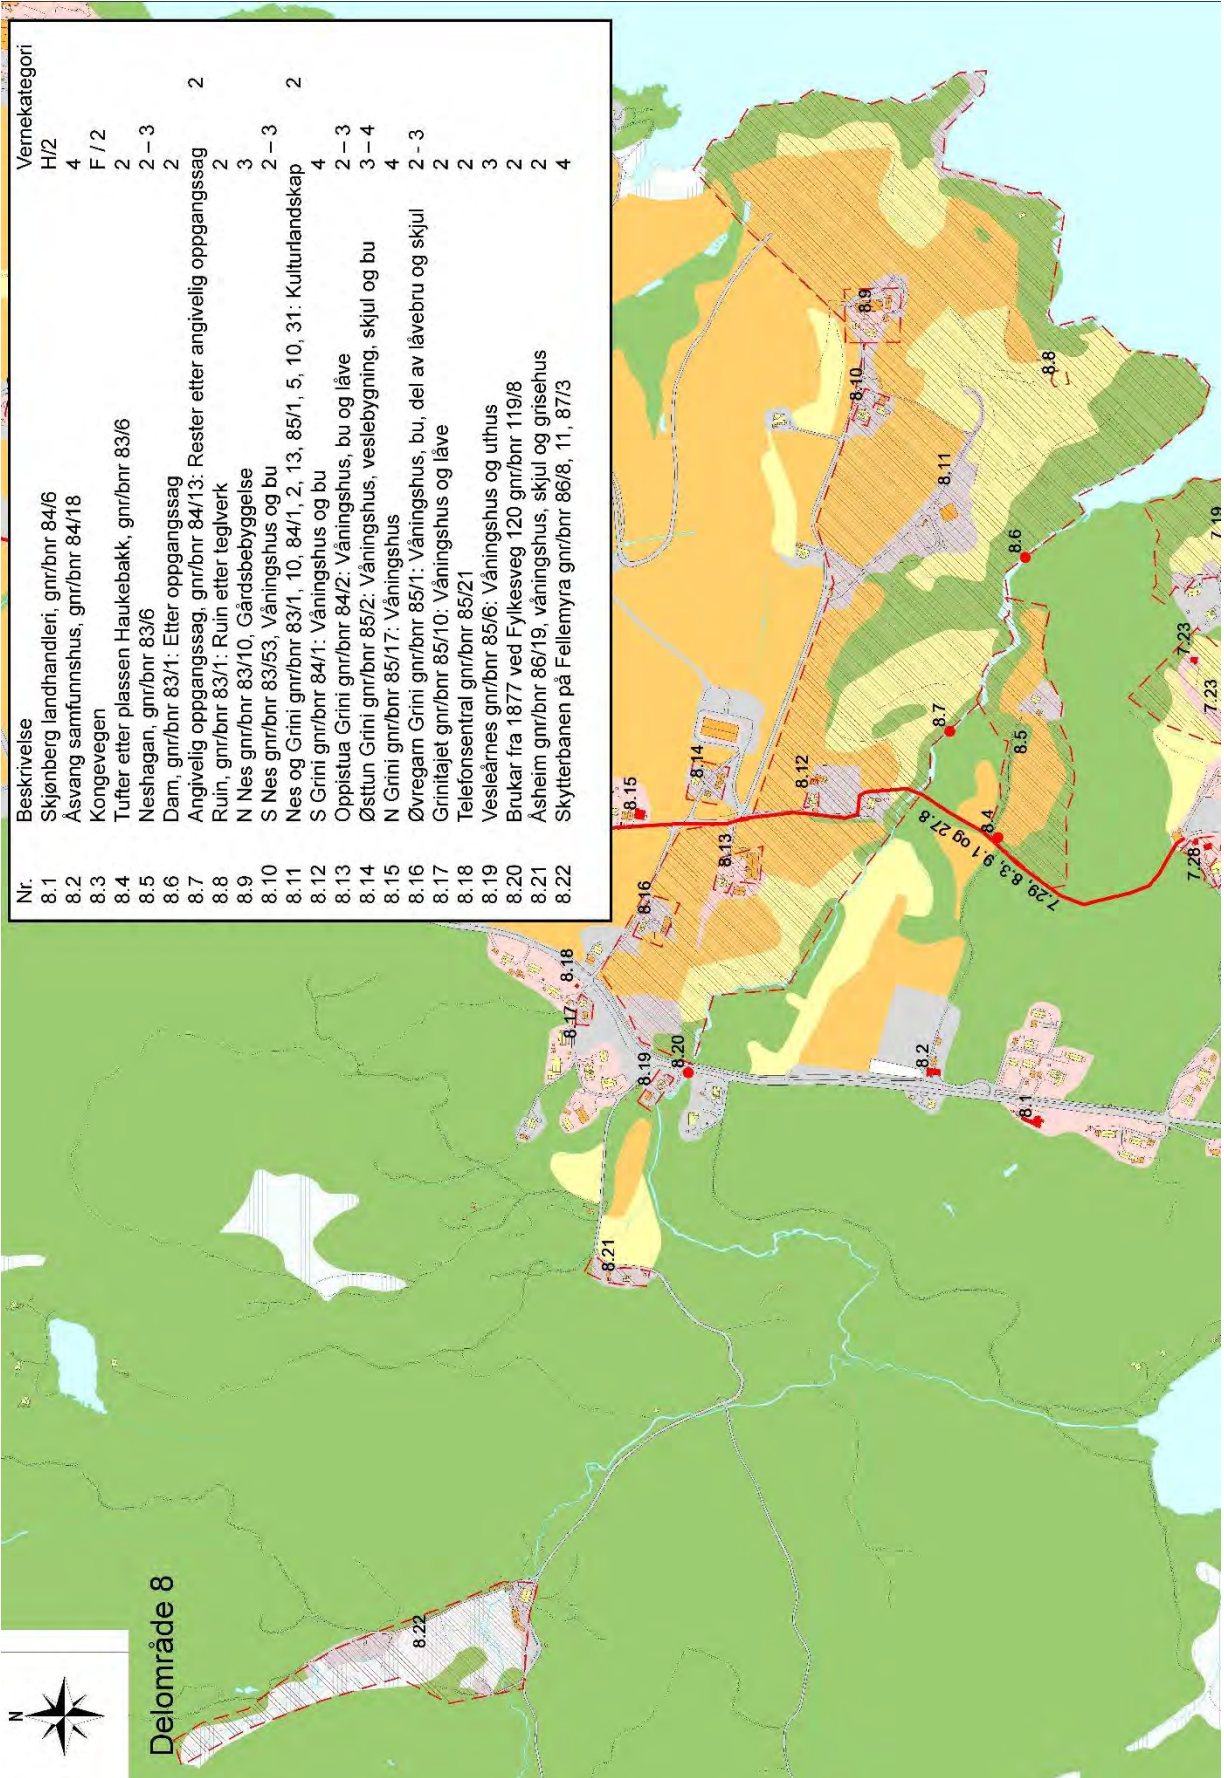 Nr. Beskrivelse Vernekategori
8.1 Skjønberg landhandleri, gnr/bnr 84/6 H/2
8.2 Åsvang samfunnshus, gnr/bnr 84/18 4
8.3 Kongevegen F / 2
8.4 Tufter etter plassen Haukebakk, gnr/bnr 83/6 2
8.5 Neshagan, gnr/bnr 83/6 2 – 3
8.6 Dam, gnr/bnr 83/1: Etter oppgangssag 2
8.7 Angivelig oppgangssag, gnr/bnr 84/13: Rester etter angivelig oppgangssag 2
8.8 Ruin, gnr/bnr 83/1: Ruin etter teglverk 2
8.9 N Nes gnr/bnr 83/10, Gårdsbebyggelse 3
8.10 S Nes gnr/bnr 83/53, Våningshus og bu 2 – 3
8.11 Nes og Grini gnr/bnr 83/1, 10, 84/1, 2, 13, 85/1, 5, 10, 31: Kulturlandskap 2
8.12 S Grini gnr/bnr 84/1: Våningshus og bu 4
8.13 Oppistua Grini gnr/bnr 84/2: Våningshus, bu og låve 2 – 3
8.14 Østtun Grini gnr/bnr 85/2: Våningshus, veslebygning, skjul og bu 3 – 4
8.15 N Grini gnr/bnr 85/17: Våningshus 4
8.16 Øvregarn Grini gnr/bnr 85/1: Våningshus, bu, del av låvebru og skjul 2 - 3
8.17 Grinitajet gnr/bnr 85/10: Våningshus og låve 2
8.18 Telefonsentral gnr/bnr 85/21 2
8.19 Vesleårnes gnr/bnr 85/6: Våningshus og uthus 3
8.20 Brukar fra 1877 ved Fylkesveg 120 gnr/bnr 119/8 2
8.21 Åsheim gnr/bnr 86/19, våningshus, skjul og grisehus 2
8.22 Skytterbanen på Fellemyra gnr/bnr 86/8, 11, 87/3 4
N
Delområde 8
8.22
8.21
8.17
8.18
8.19
8.20
8.16
8.15
8.14
8.13
8.12
8.10
8.9
8.11
8.8
8.2
8.1
8.7
8.6
8.5
8.4
7.29, 8.3, 9.1 og 27.8
7.28
7.23
7.23
7.19